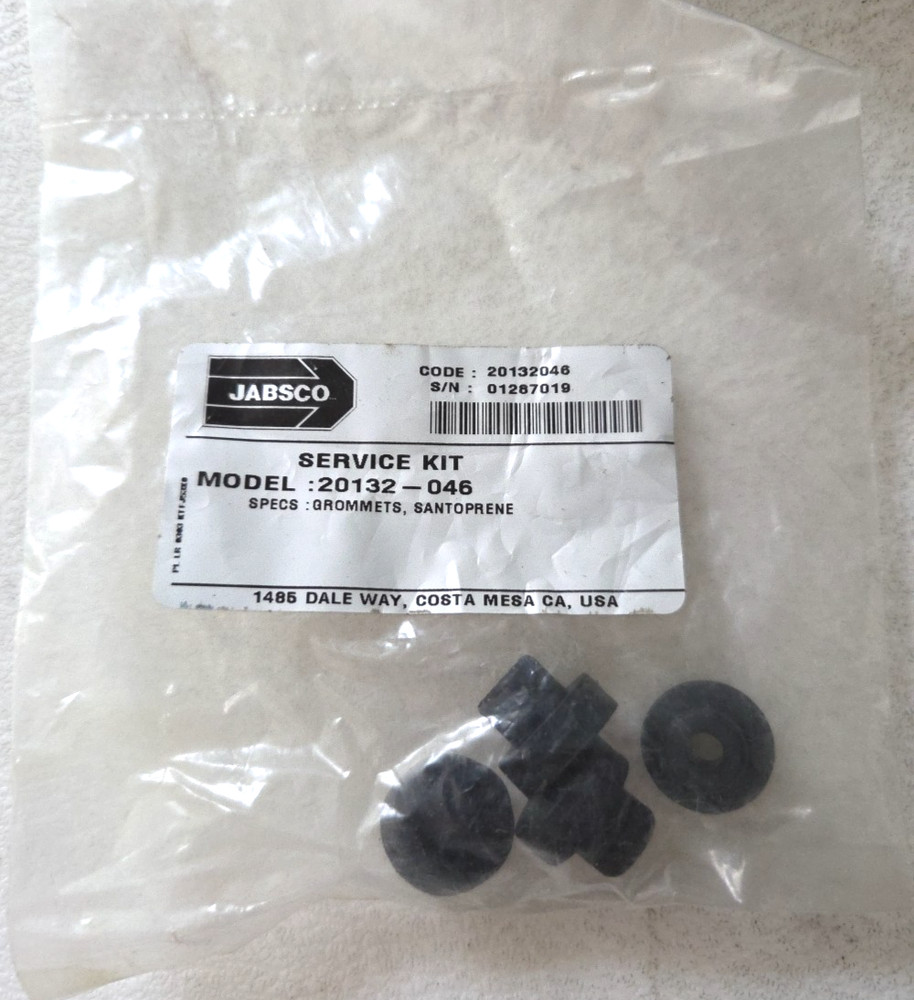 JABSCO
CODE : 20132046
S/N : 01287019
SERVICE KIT
MODEL :20132-046
SPECS :GROMMETS, SANTOPRENE
1485 DALE WAY, COSTA MESA CA, USA